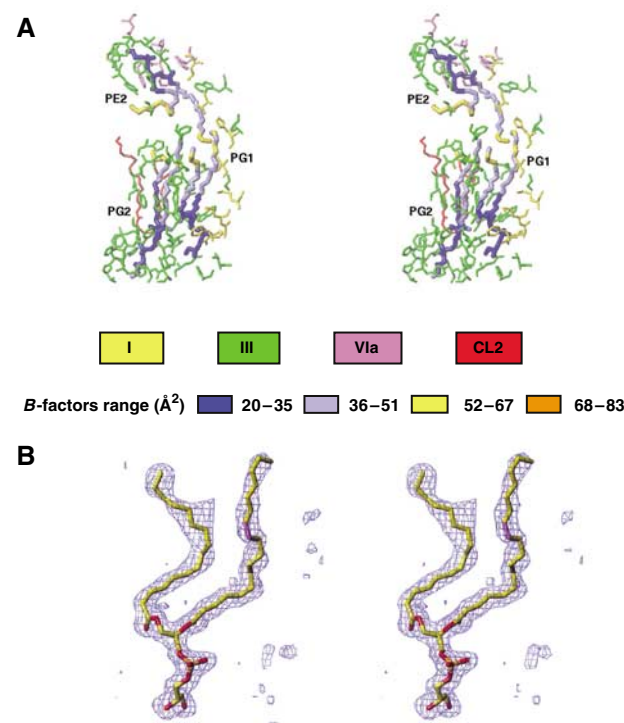 A
PE2 PE2
PG1 PG1
PG2 PG2
I III VIa CL2
B-factors range (Å²) 20–35 36–51 52–67 68–83
B